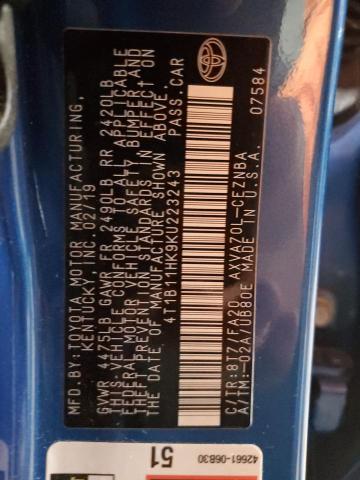 MFD. BY:TOYOTA MOTOR MANUFACTURING,
KENTUCKY, INC. 02/19
GVWR 4475LB GAWR FR 2490LB RR 2420LB
THIS VEHICLE CONFORMS TO ALL APPLICABLE
FEDERAL MOTOR VEHICLE SAFETY, BUMPER AND
THEFT PREVENTION STANDARDS IN EFFECT ON
THE DATE OF MANUFACTURE SHOWN ABOVE.
4T1B11HK9KU223243 PASS. CAR
C/TR:8T7/FA20 AXVA70L-CEZNBA
A/TM:-02A/UB80E MADE IN U.S.A. 07584
42661-06B30
51